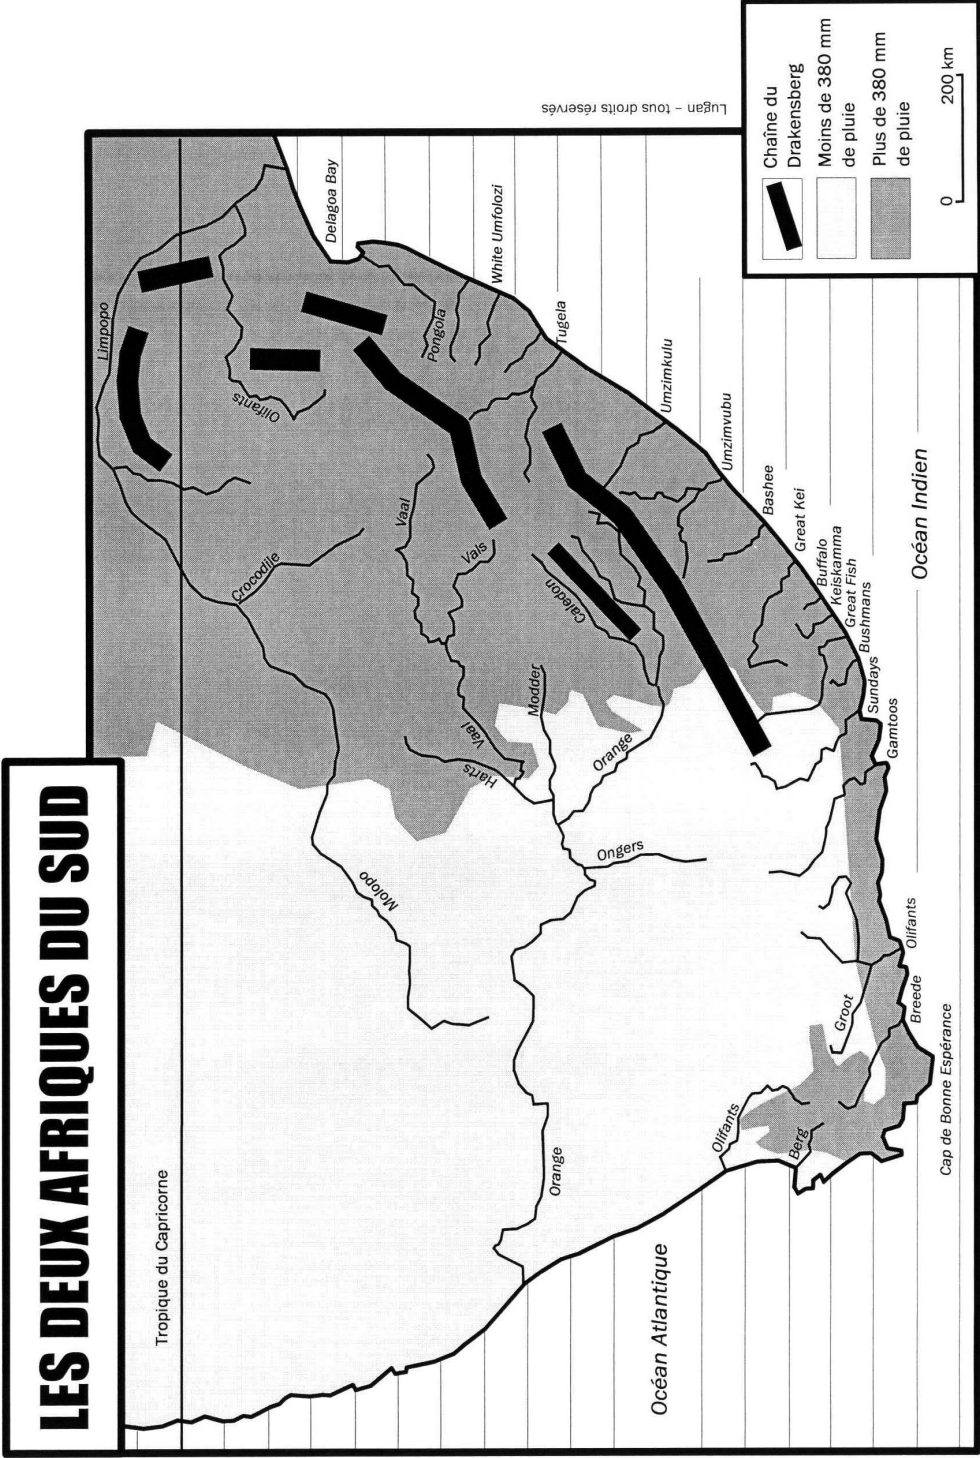 LES DEUX AFRIQUES DU SUD
Tropique du Capricorne
Limpopo
Olifants
Crocodile
Delagoa Bay
Pongola
White Umfolozi
Tugela
Vaal
Vals
Caledon
Umzimkulu
Umzimvubu
Bashee
Great Kei
Buffalo
Keiskamma
Great Fish
Bushmans
Sundays
Gamtoos
Modder
Vaal
Harts
Orange
Ongers
Molopo
Orange
Olifants
Berg
Groot
Olifants
Breede
Cap de Bonne Espérance
Océan Atlantique
Océan Indien
Chaîne du
Drakensberg
Moins de 380 mm
de pluie
Plus de 380 mm
de pluie
0 200 km
Lugan – tous droits réservés